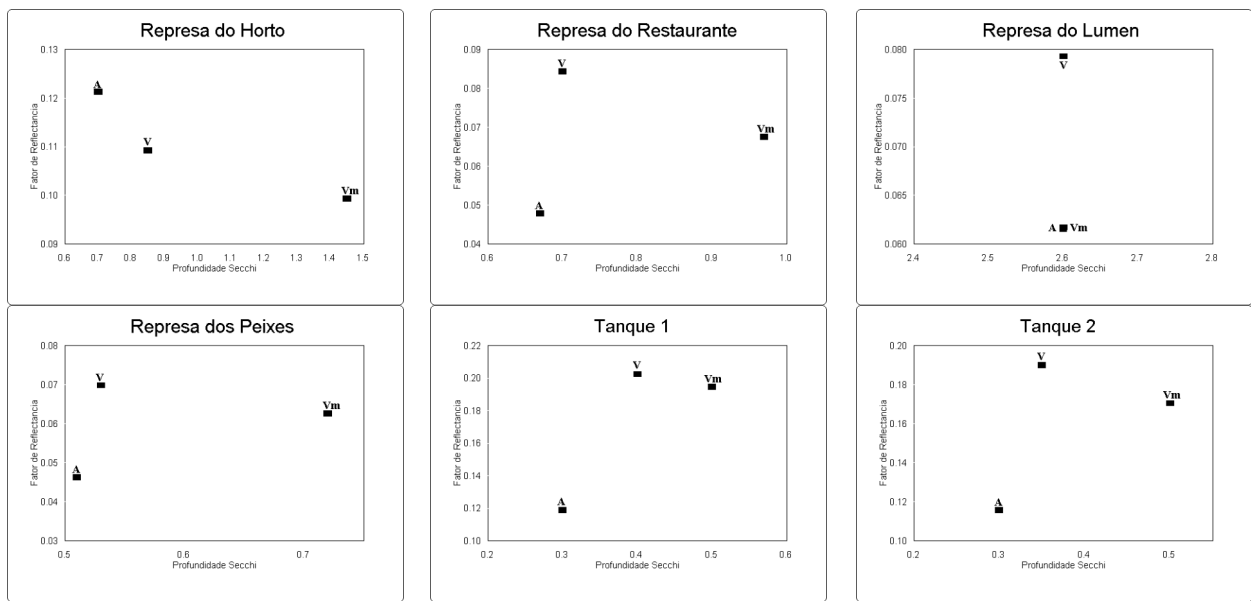 Represa do Horto
0.13
0.12
0.11
0.10
0.09
Fator de Reflectancia
A
V
Vm
0.6 0.7 0.8 0.9 1.0 1.1 1.2 1.3 1.4 1.5
Profundidade Secchi
Represa do Restaurante
0.09
0.08
0.07
0.06
0.05
0.04
Fator de Reflectancia
V
Vm
A
0.6 0.7 0.8 0.9 1.0
Profundidade Secchi
Represa do Lumen
0.080
0.075
0.070
0.065
0.060
Fator de Reflectancia
V
A Vm
2.4 2.5 2.6 2.7 2.8
Profundidade Secchi
Represa dos Peixes
0.08
0.07
0.06
0.05
0.04
0.03
Fator de Reflectancia
V
Vm
A
0.5 0.6 0.7
Profundidade Secchi
Tanque 1
0.22
0.20
0.18
0.16
0.14
0.12
0.10
Fator de Reflectancia
V
Vm
A
0.2 0.3 0.4 0.5 0.6
Profundidade Secchi
Tanque 2
0.20
0.18
0.16
0.14
0.12
0.10
Fator de Reflectancia
V
Vm
A
0.2 0.3 0.4 0.5
Profundidade Secchi